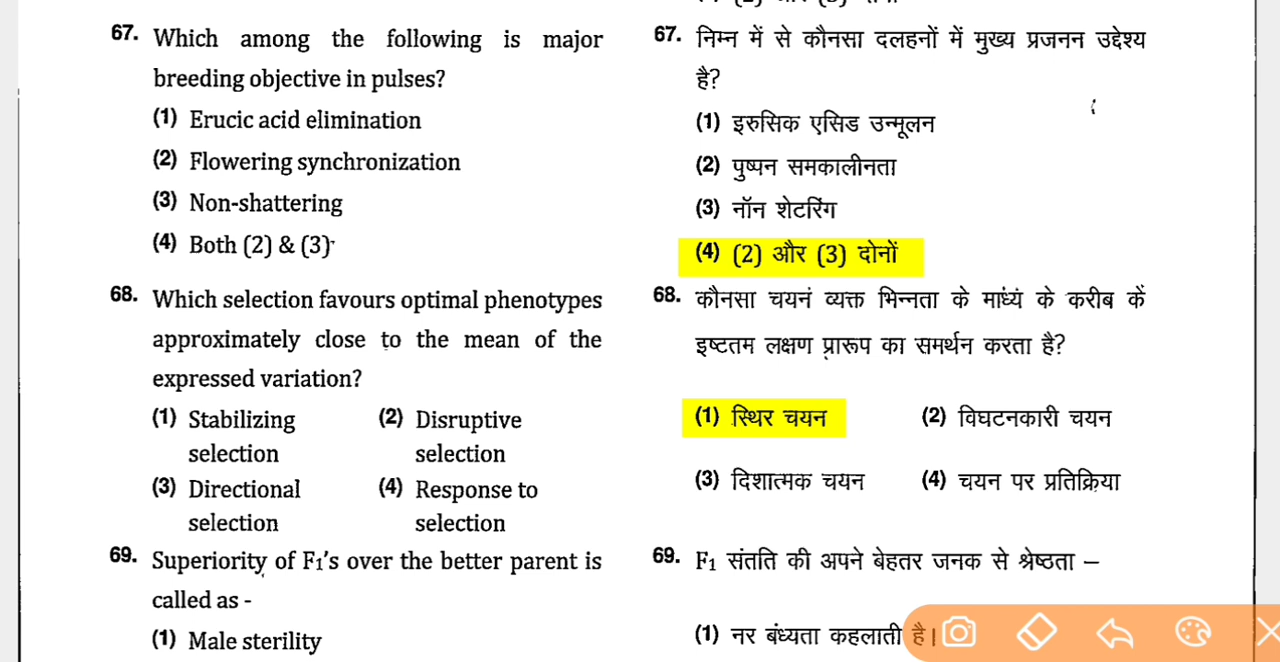 67. Which among the following is major
breeding objective in pulses?
(1) Erucic acid elimination
(2) Flowering synchronization
(3) Non-shattering
(4) Both (2) & (3)
68. Which selection favours optimal phenotypes
approximately close to the mean of the
expressed variation?
(1) Stabilizing selection
(2) Disruptive selection
(3) Directional selection
(4) Response to selection
69. Superiority of F1's over the better parent is
called as -
(1) Male sterility
67. निम्न में से कौनसा दलहनों में मुख्य प्रजनन उद्देश्य
है?
(1) इरुसिक एसिड उन्मूलन
(2) पुष्पन समकालीनता
(3) नॉन शेटरिंग
(4) (2) और (3) दोनों
68. कौनसा चयन व्यक्त भिन्नता के माध्य के करीब के
इष्टतम लक्षण प्रारूप का समर्थन करता है?
(1) स्थिर चयन
(2) विघटनकारी चयन
(3) दिशात्मक चयन
(4) चयन पर प्रतिक्रिया
69. F1 संतति की अपने बेहतर जनक से श्रेष्ठता –
(1) नर बंध्यता कहलाती है।